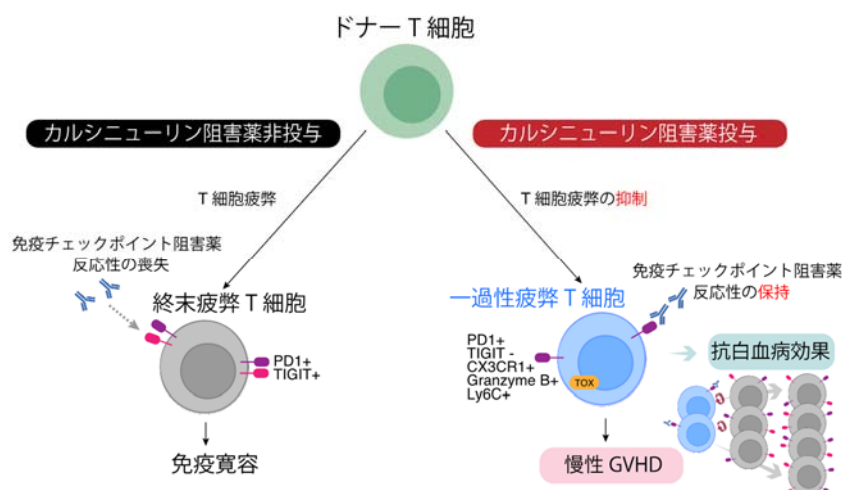 ドナー T 細胞
カルシニューリン阻害薬非投与
カルシニューリン阻害薬投与
T 細胞疲弊
T 細胞疲弊の抑制
免疫チェックポイント阻害薬
反応性の喪失
終末疲弊 T 細胞
PD1+
TIGIT+
免疫寛容
免疫チェックポイント阻害薬
反応性の保持
一過性疲弊 T 細胞
PD1+
TIGIT -
CX3CR1+
Granzyme B+
Ly6C+
TOX
抗白血病効果
慢性 GVHD